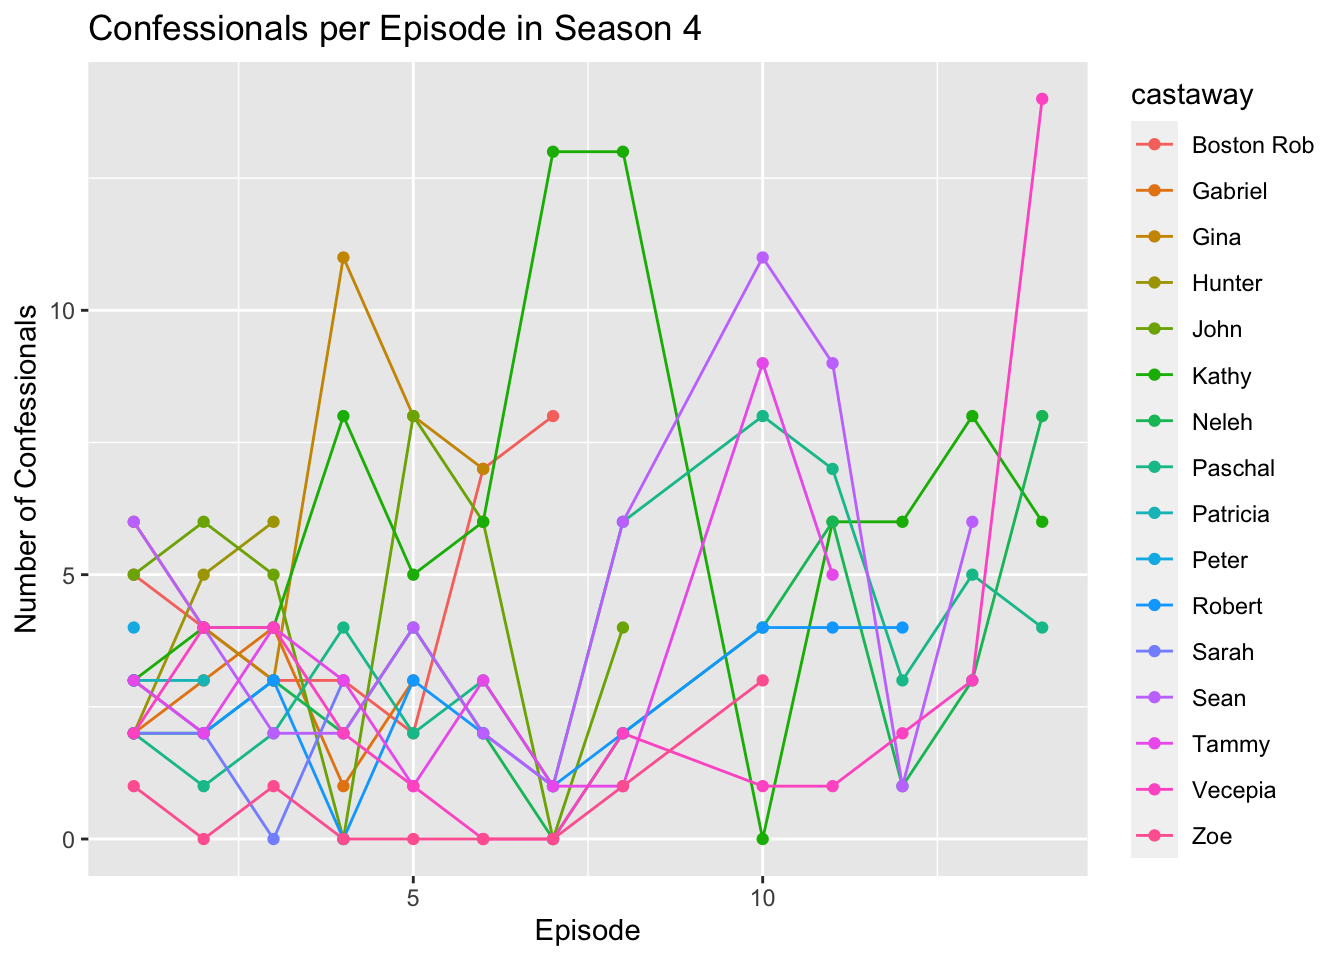 Confessionals per Episode in Season 4
Number of Confessionals
10
5
0
5
10
Episode
castaway
Boston Rob
Gabriel
Gina
Hunter
John
Kathy
Neleh
Paschal
Patricia
Peter
Robert
Sarah
Sean
Tammy
Vecepia
Zoe